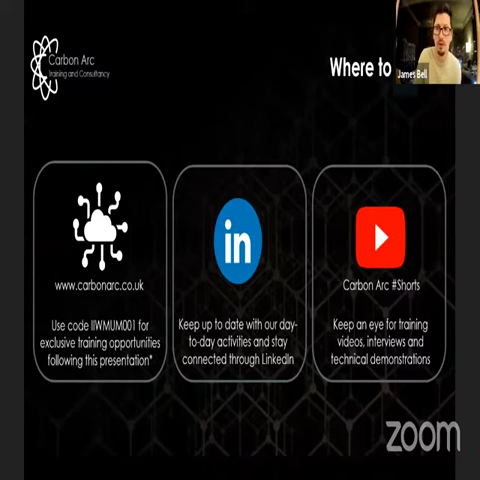 Carbon Arc
Training and Consultancy
Where to
James Bell
www.carbonarc.co.uk
Use code IIWMUM001 for
exclusive training opportunities
following this presentation*
in
Keep up to date with our day-
to-day activities and stay
connected through LinkedIn
Carbon Arc #Shorts
Keep an eye for training
videos, interviews and
technical demonstrations
zoom